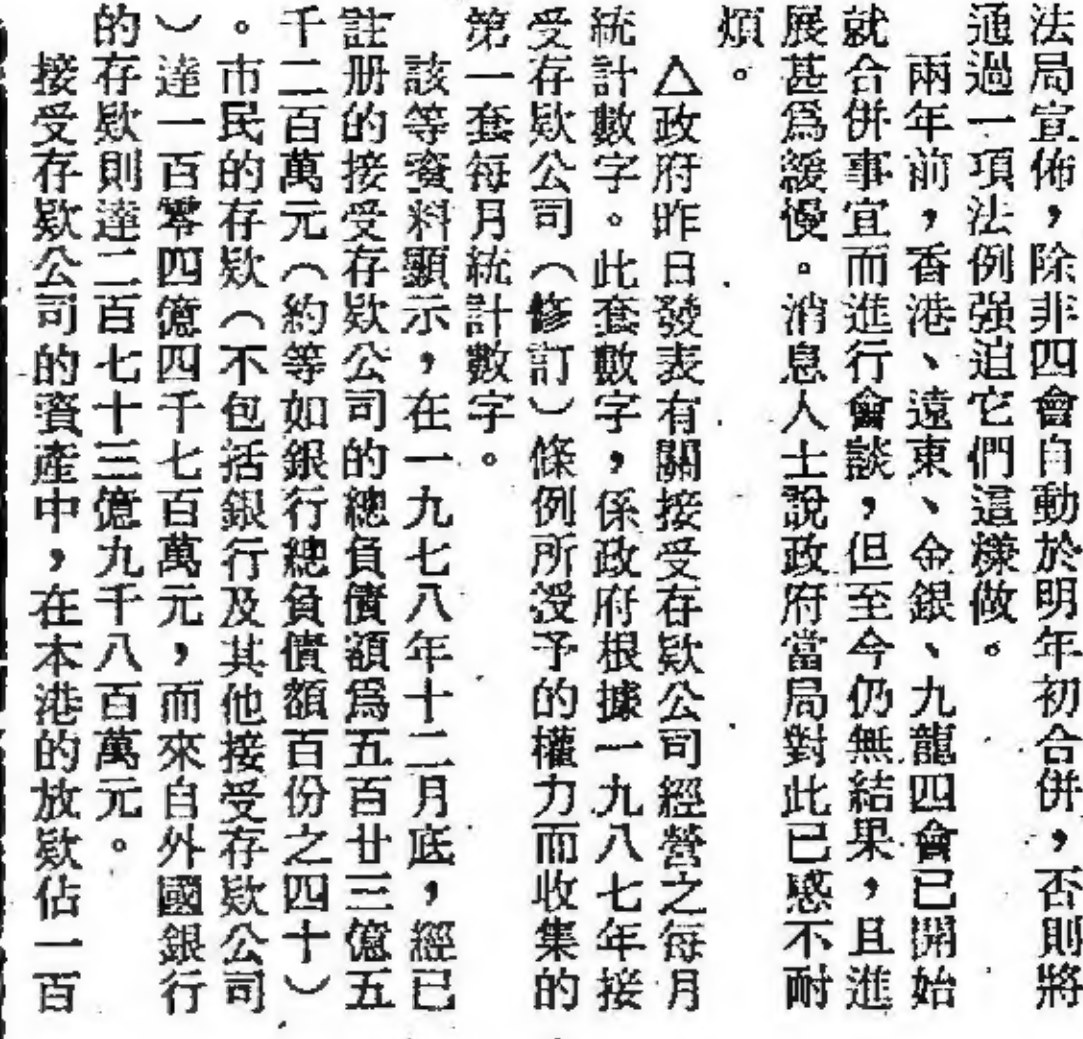 法局宣佈，除非四會自動於明年初合併，否則將
通過一項法例强迫它們這樣做。
兩年前，香港、遠東、金銀、九龍四會已開始
就合併事宜而進行會談，但至今仍無結果，且進
展甚爲緩慢。消息人士說政府當局對此已感不耐
煩。
△政府昨日發表有關接受存欵公司經營之每月
統計數字。此套數字，係政府根據一九八七年接
受存欵公司（修訂）條例所授予的權力而收集的
第一套每月統計數字。
該等資料顯示，在一九七八年十二月底，經已
註册的接受存欵公司的總負債額爲五百廿三億五
千二百萬元（約等如銀行總負債額百份之四十）
。市民的存欵（不包括銀行及其他接受存欵公司
）達一百零四億四千七百萬元，而來自外國銀行
的存欵則達二百七十三億九千八百萬元。
接受存欵公司的資產中，在本港的放欵佔一百